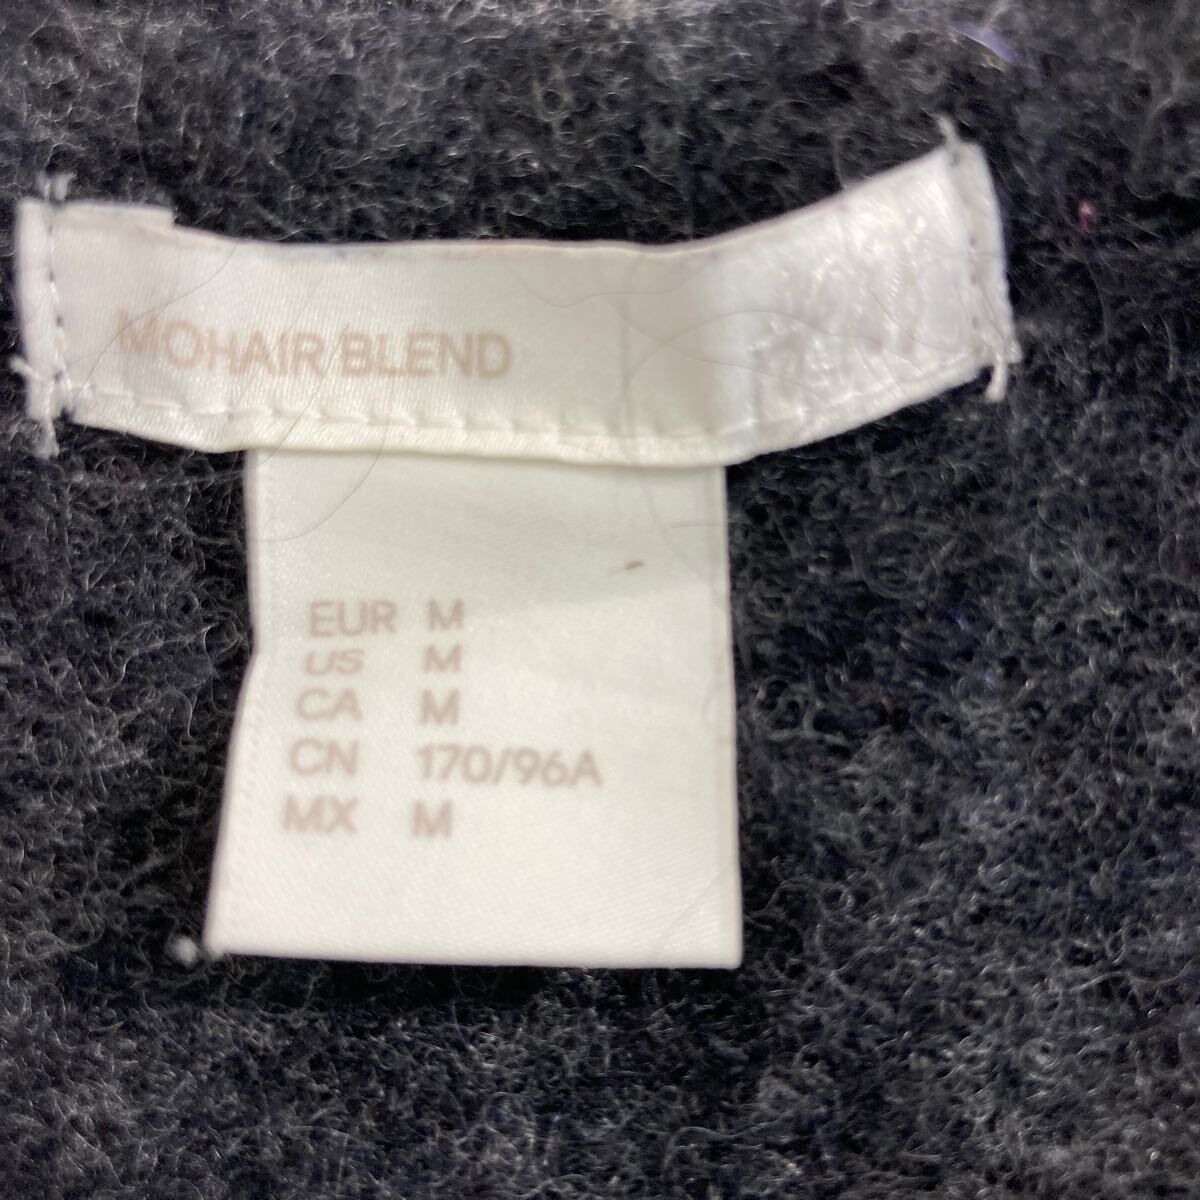 MOHAIR BLEND
EUR M
US M
CA M
CN 170/96A
MX M